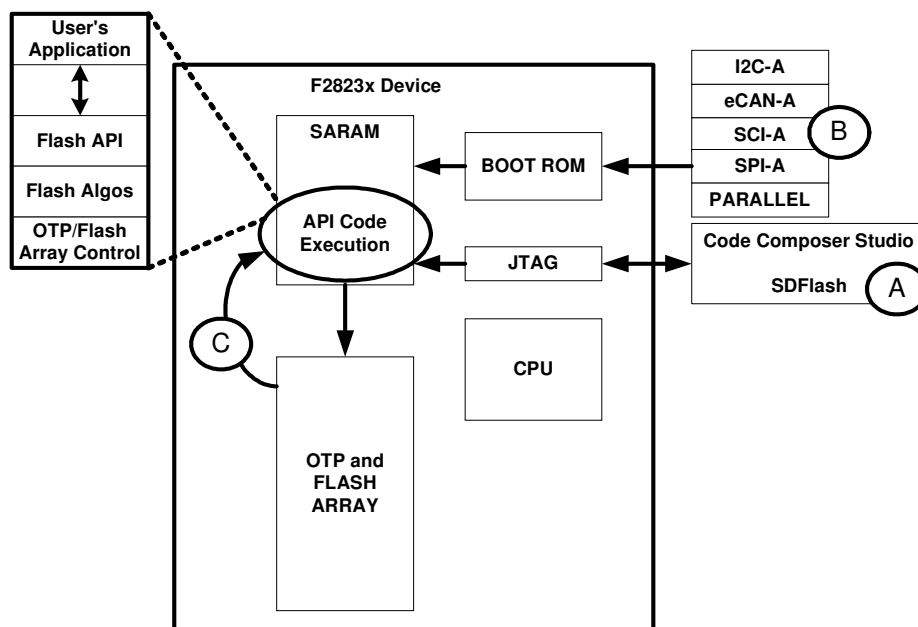 User's
Application
Flash API
Flash Algos
OTP/Flash
Array Control
F2823x Device
SARAM
API Code
Execution
BOOT ROM
JTAG
CPU
C
OTP and
FLASH
ARRAY
I2C-A
eCAN-A
SCI-A
SPI-A
PARALLEL
B
Code Composer Studio
SDFlash
A